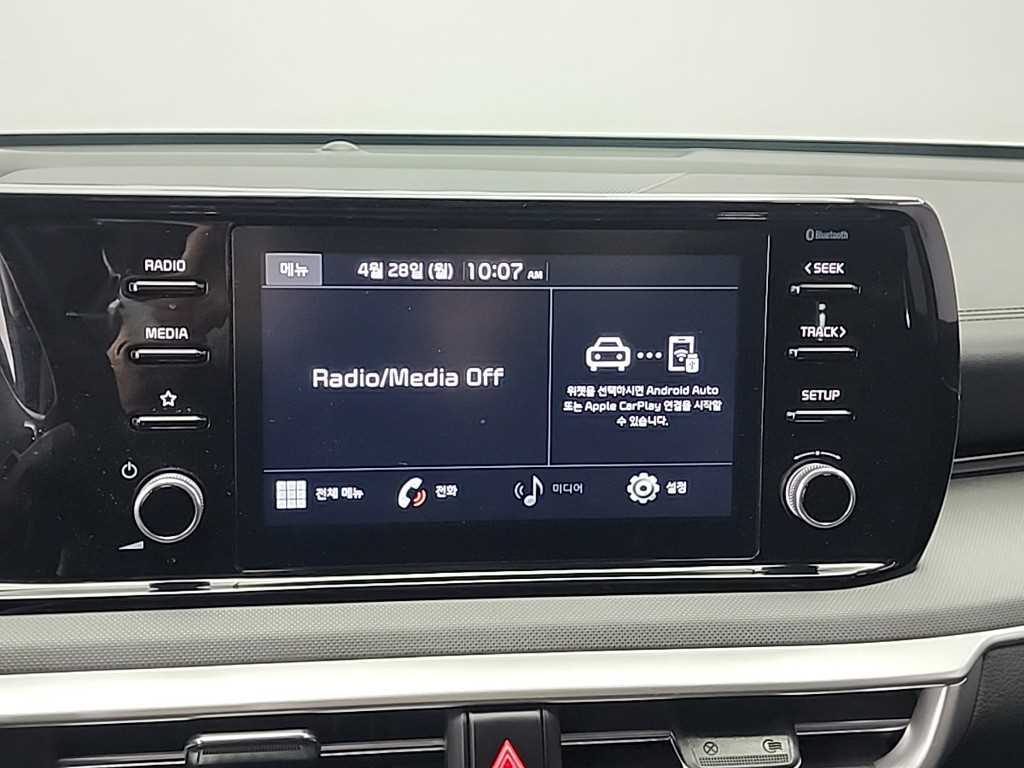 Bluetooth
RADIO
메뉴 4월 28일 (월) 10:07 AM
< SEEK
MEDIA
TRACK >
Radio/Media Off
위젯을 선택하시면 Android Auto
또는 Apple CarPlay 연결을 시작할
수 있습니다.
SETUP
전체 메뉴 전화 미디어 설정